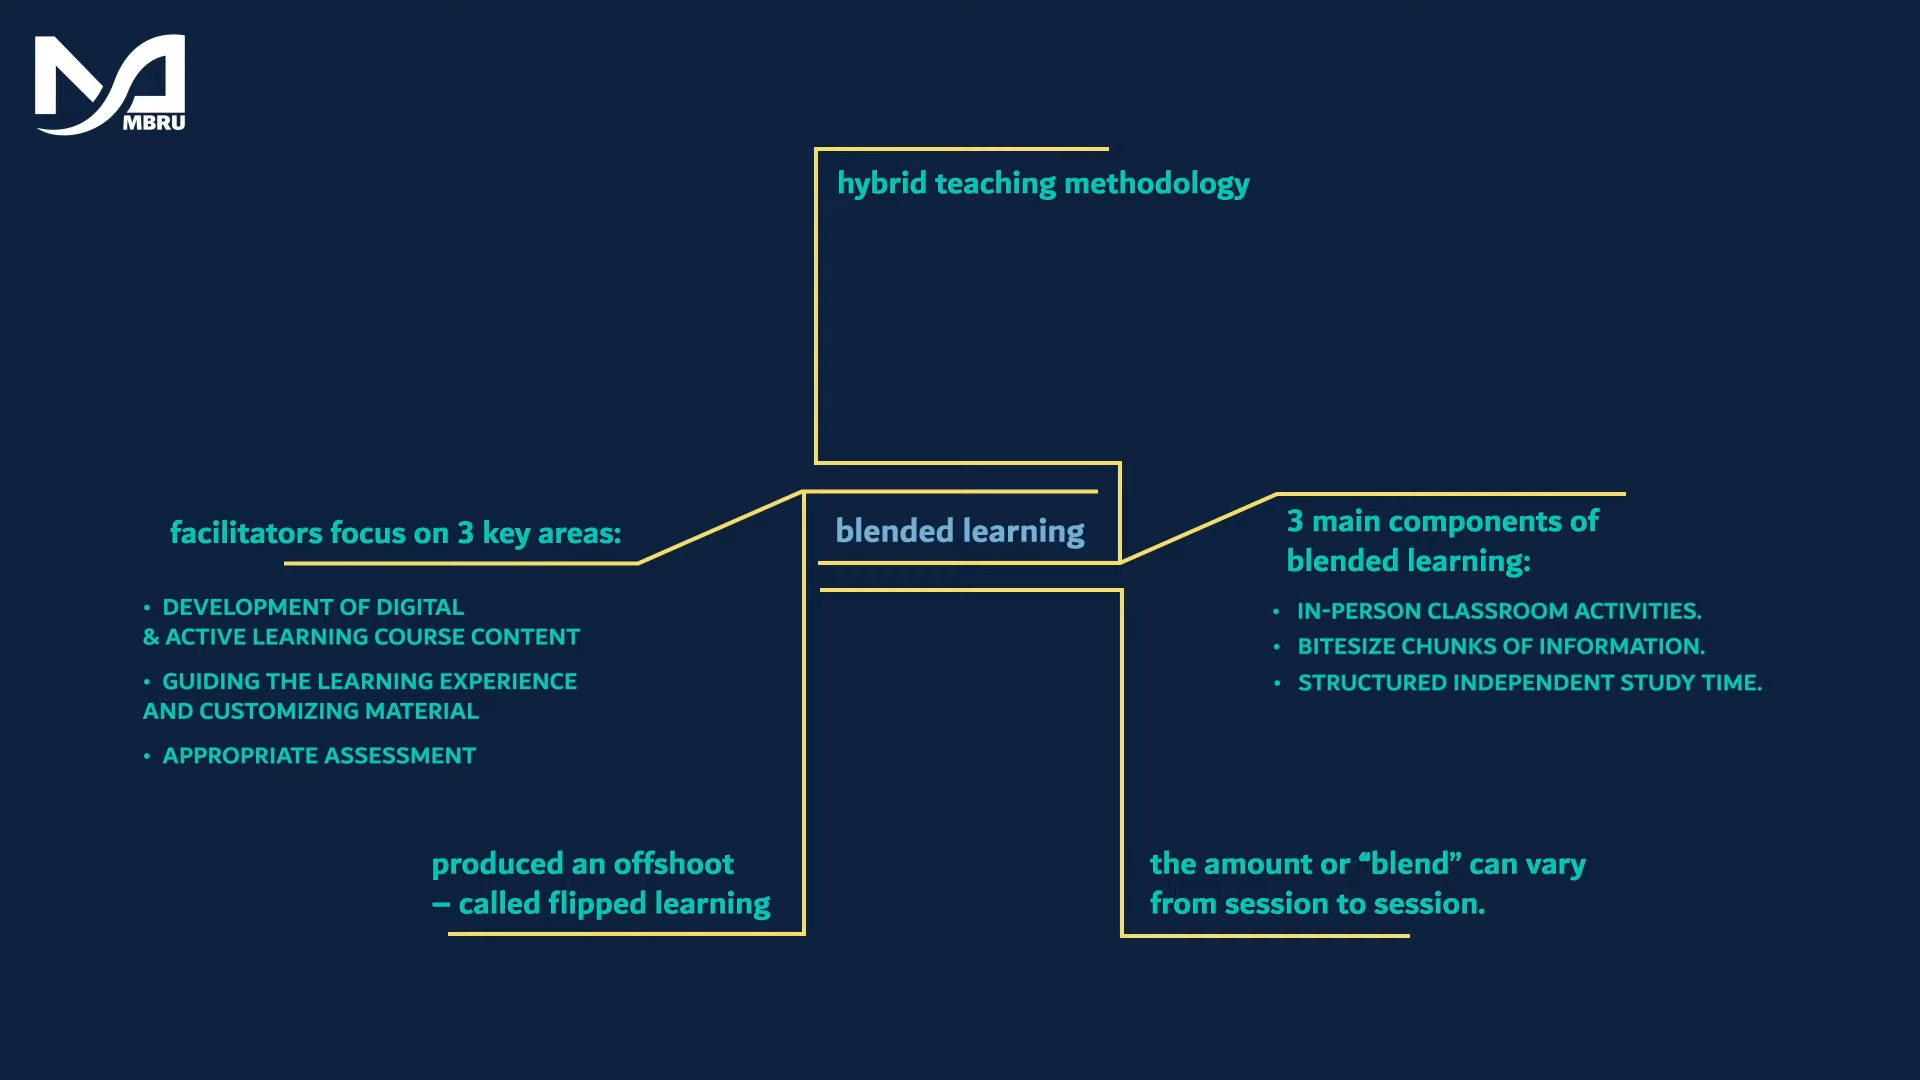 MBRU
hybrid teaching methodology
blended learning
facilitators focus on 3 key areas:
• DEVELOPMENT OF DIGITAL
& ACTIVE LEARNING COURSE CONTENT
• GUIDING THE LEARNING EXPERIENCE
AND CUSTOMIZING MATERIAL
• APPROPRIATE ASSESSMENT
3 main components of
blended learning:
• IN-PERSON CLASSROOM ACTIVITIES.
• BITESIZE CHUNKS OF INFORMATION.
• STRUCTURED INDEPENDENT STUDY TIME.
produced an offshoot
– called flipped learning
the amount or “blend” can vary
from session to session.